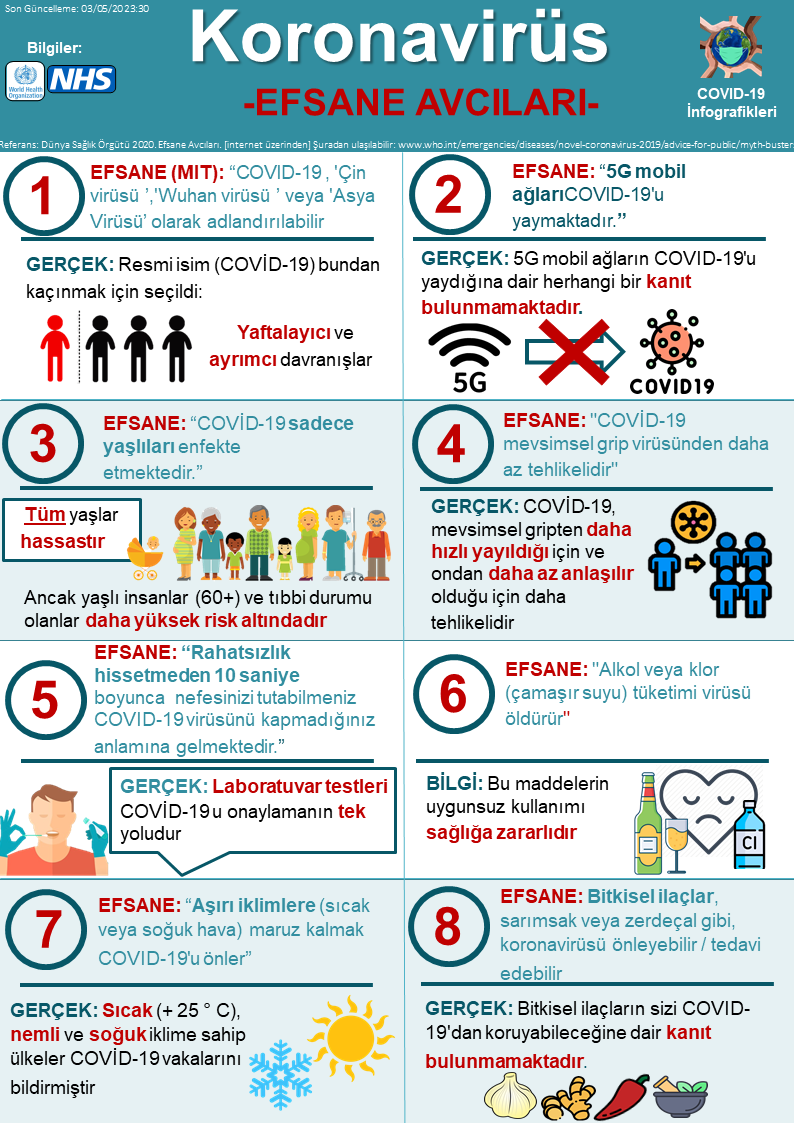 Son Güncelleme: 03/05/2023:30
Koronavirüs
-EFSANE AVCILARI-
Bilgiler:
World Health
Organization
NHS
COVID-19
İnfografikleri
Referans: Dünya Sağlık Örgütü 2020. Efsane Avcıları. [internet üzerinden] Şuradan ulaşılabilir: www.who.int/emergencies/diseases/novel-coronavirus-2019/advice-for-public/myth-busters
1
EFSANE (MIT): “COVID-19 , 'Çin
virüsü ’,'Wuhan virüsü ’ veya 'Asya
Virüsü’ olarak adlandırılabilir
GERÇEK: Resmi isim (COVİD-19) bundan
kaçınmak için seçildi:
Yaftalayıcı ve
ayrımcı davranışlar
2
EFSANE: “5G mobil
ağlarıCOVID-19'u
yaymaktadır.”
GERÇEK: 5G mobil ağların COVID-19'u
yaydığına dair herhangi bir kanıt
bulunmamaktadır.
5G
COVID19
3
EFSANE: “COVİD-19 sadece
yaşlıları enfekte
etmektedir.”
Tüm yaşlar
hassastır
Ancak yaşlı insanlar (60+) ve tıbbi durumu
olanlar daha yüksek risk altındadır
4
EFSANE: "COVİD-19
mevsimsel grip virüsünden daha
az tehlikelidir"
GERÇEK: COVİD-19,
mevsimsel gripten daha
hızlı yayıldığı için ve
ondan daha az anlaşılır
olduğu için daha
tehlikelidir
5
EFSANE: “Rahatsızlık
hissetmeden 10 saniye
boyunca nefesinizi tutabilmeniz
COVID-19 virüsünü kapmadığınız
anlamına gelmektedir.”
GERÇEK: Laboratuvar testleri
COVİD-19 u onaylamanın tek
yoludur
6
EFSANE: "Alkol veya klor
(çamaşır suyu) tüketimi virüsü
öldürür"
BİLGİ: Bu maddelerin
uygunsuz kullanımı
sağlığa zararlıdır
Cl
7
EFSANE: “Aşırı iklimlere (sıcak
veya soğuk hava) maruz kalmak
COVID-19'u önler”
GERÇEK: Sıcak (+ 25 ° C),
nemli ve soğuk iklime sahip
ülkeler COVİD-19 vakalarını
bildirmiştir
8
EFSANE: Bitkisel ilaçlar,
sarımsak veya zerdeçal gibi,
koronavirüsü önleyebilir / tedavi
edebilir
GERÇEK: Bitkisel ilaçların sizi COVID-
19'dan koruyabileceğine dair kanıt
bulunmamaktadır.